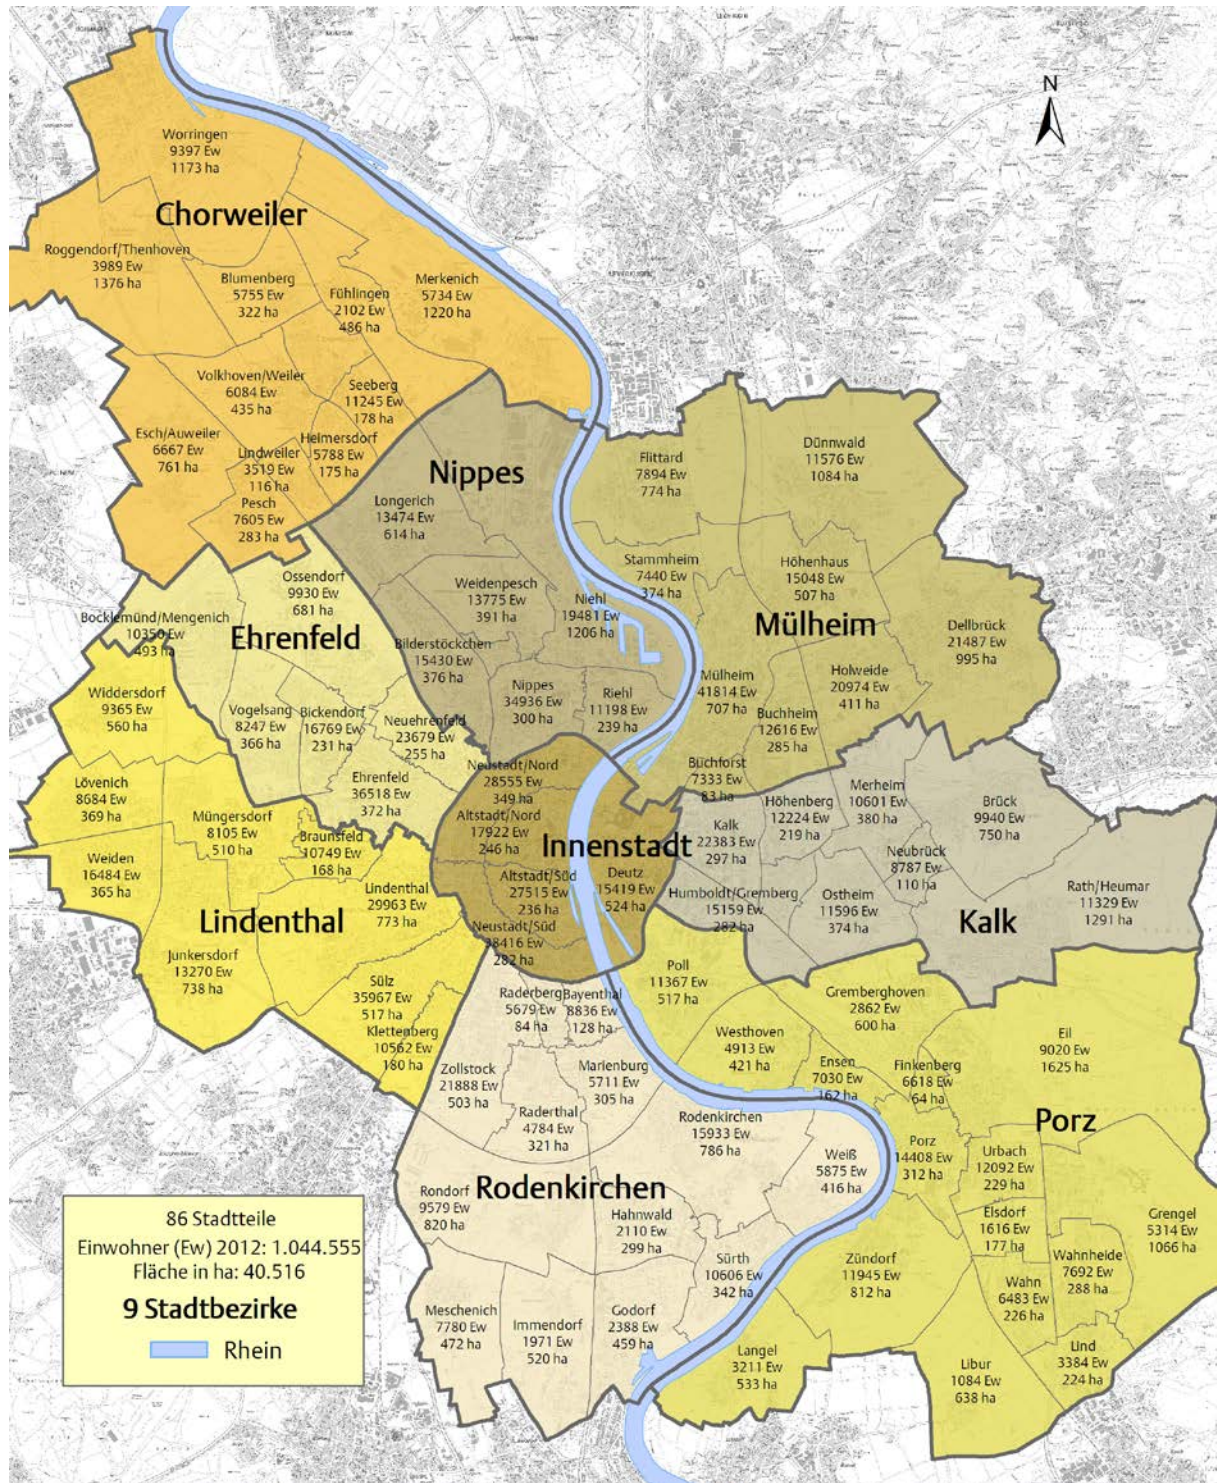 N
Worringen
9397 Ew
1173 ha
Chorweiler
Roggendorf/Thenhoven
3989 Ew
1376 ha
Blumenberg
5755 Ew
322 ha
Fühlingen
2102 Ew
486 ha
Merkenich
5734 Ew
1220 ha
Volkhoven/Weiler
6084 Ew
435 ha
Seeberg
11245 Ew
178 ha
Esch/Auweiler
6667 Ew
761 ha
Lindweiler
3519 Ew
116 ha
Heimersdorf
5788 Ew
175 ha
Pesch
7605 Ew
283 ha
Nippes
Longerich
13474 Ew
614 ha
Weidenpesch
13775 Ew
391 ha
Niehl
19481 Ew
1206 ha
Bilderstöckchen
15430 Ew
376 ha
Nippes
34936 Ew
300 ha
Riehl
11198 Ew
239 ha
Flittard
7894 Ew
774 ha
Dünnwald
11576 Ew
1084 ha
Stammheim
7440 Ew
374 ha
Höhenhaus
15048 Ew
507 ha
Mülheim
Dellbrück
21487 Ew
995 ha
Mülheim
41814 Ew
707 ha
Holweide
20974 Ew
411 ha
Buchheim
12616 Ew
285 ha
Buchforst
7333 Ew
83 ha
Ossendorf
9930 Ew
681 ha
Bocklemünd/Mengenich
10350 Ew
493 ha
Ehrenfeld
Vogelsang
8247 Ew
366 ha
Bickendorf
16769 Ew
231 ha
Neuehrenfeld
23679 Ew
255 ha
Ehrenfeld
36518 Ew
372 ha
Widdersdorf
9365 Ew
560 ha
Lövenich
8684 Ew
369 ha
Müngersdorf
8105 Ew
510 ha
Braunsfeld
10749 Ew
168 ha
Weiden
16484 Ew
365 ha
Lindenthal
29963 Ew
773 ha
Lindenthal
Junkersdorf
13270 Ew
738 ha
Sülz
35967 Ew
517 ha
Klettenberg
10562 Ew
180 ha
Neustadt/Nord
28555 Ew
349 ha
Altstadt/Nord
17922 Ew
246 ha
Innenstadt
Altstadt/Süd
27515 Ew
236 ha
Deutz
15419 Ew
524 ha
Neustadt/Süd
38416 Ew
282 ha
Kalk
22383 Ew
297 ha
Höhenberg
12224 Ew
219 ha
Merheim
10601 Ew
380 ha
Brück
9940 Ew
750 ha
Neubrück
8787 Ew
110 ha
Humboldt/Gremberg
15159 Ew
282 ha
Ostheim
11596 Ew
374 ha
Rath/Heumar
11329 Ew
1291 ha
Kalk
Raderberg
5679 Ew
84 ha
Bayenthal
8836 Ew
128 ha
Zollstock
21888 Ew
503 ha
Marienburg
5711 Ew
305 ha
Raderthal
4784 Ew
321 ha
Rodenkirchen
15933 Ew
786 ha
Weiß
5875 Ew
416 ha
Rodenkirchen
Rondorf
9579 Ew
820 ha
Hahnwald
2110 Ew
299 ha
Sürth
10606 Ew
342 ha
Meschenich
7780 Ew
472 ha
Immendorf
1971 Ew
520 ha
Godorf
2388 Ew
459 ha
Poll
11367 Ew
517 ha
Gremberghoven
2862 Ew
600 ha
Westhoven
4913 Ew
421 ha
Ensen
7030 Ew
162 ha
Finkenberg
6618 Ew
64 ha
Eil
9020 Ew
1625 ha
Porz
Porz
14408 Ew
312 ha
Urbach
12092 Ew
229 ha
Elsdorf
1616 Ew
177 ha
Grengel
5314 Ew
1066 ha
Wahnheide
7692 Ew
288 ha
Wahn
6483 Ew
226 ha
Zündorf
11945 Ew
812 ha
Langel
3211 Ew
533 ha
Libur
1084 Ew
638 ha
Lind
3384 Ew
224 ha
86 Stadtteile
Einwohner (Ew) 2012: 1.044.555
Fläche in ha: 40.516
9 Stadtbezirke
Rhein